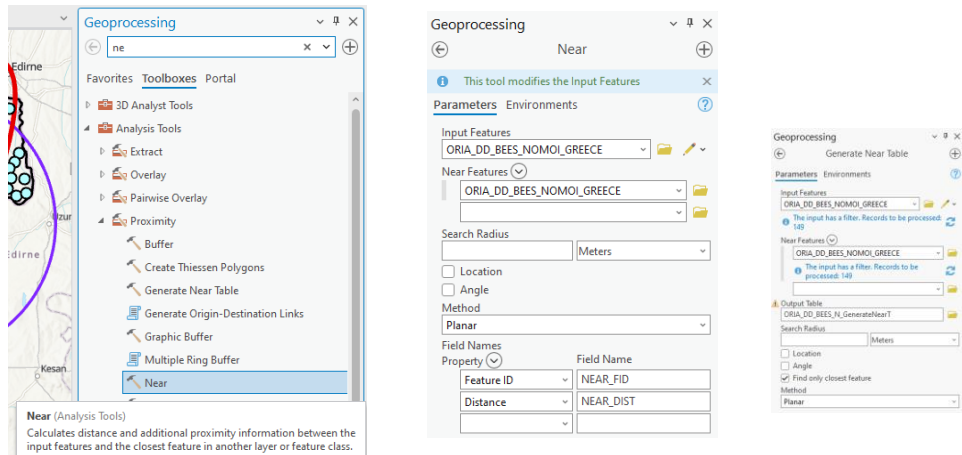 Edirne
Edirne
Uzur
Kesan
Geoprocessing
ne
Favorites Toolboxes Portal
3D Analyst Tools
Analysis Tools
Extract
Overlay
Pairwise Overlay
Proximity
Buffer
Create Thiessen Polygons
Generate Near Table
Generate Origin-Destination Links
Graphic Buffer
Multiple Ring Buffer
Near
Near (Analysis Tools)
Calculates distance and additional proximity information between the
input features and the closest feature in another layer or feature class.
Geoprocessing
Near
This tool modifies the Input Features
Parameters Environments
Input Features
ORIA_DD_BEES_NOMOI_GREECE
Near Features
ORIA_DD_BEES_NOMOI_GREECE
Search Radius
Meters
Location
Angle
Method
Planar
Field Names
Property Field Name
Feature ID NEAR_FID
Distance NEAR_DIST
Geoprocessing
Generate Near Table
Parameters Environments
Input Features
ORIA_DD_BEES_NOMOI_GREECE
The input has a filter. Records to be processed:
149
Near Features
ORIA_DD_BEES_NOMOI_GREECE
The input has a filter. Records to be
processed: 149
Output Table
ORIA_DD_BEES_N_GenerateNearT
Search Radius
Meters
Location
Angle
Find only closest feature
Method
Planar